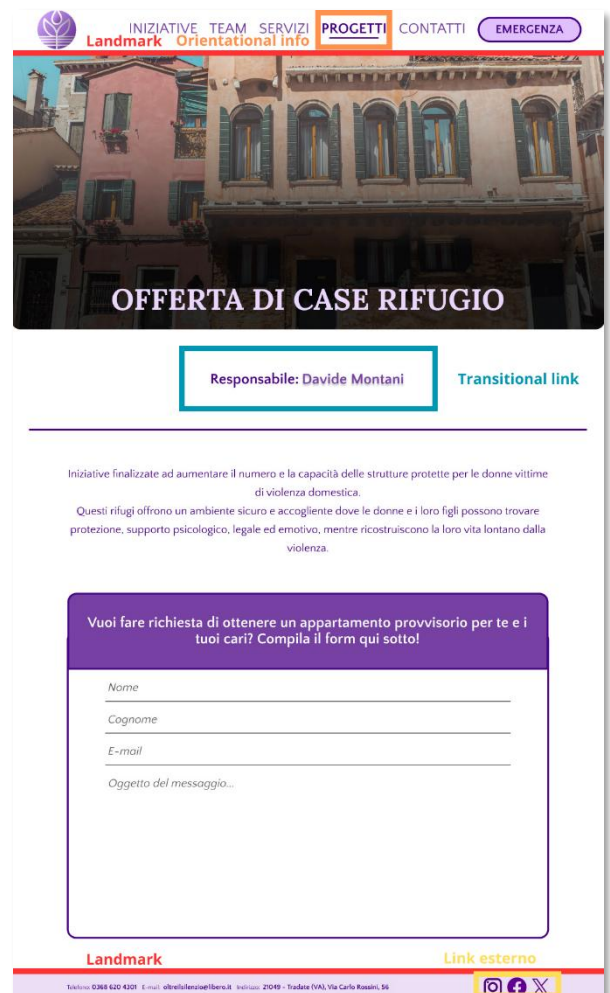 INIZIATIVE TEAM SERVIZI PROGETTI CONTATTI EMERGENZA
Landmark Orientational info
OFFERTA DI CASE RIFUGIO
Responsabile: Davide Montani Transitional link
Iniziative finalizzate ad aumentare il numero e la capacità delle strutture protette per le donne vittime
di violenza domestica.
Questi rifugi offrono un ambiente sicuro e accogliente dove le donne e i loro figli possono trovare
protezione, supporto psicologico, legale ed emotivo, mentre ricostruiscono la loro vita lontano dalla
violenza.
Vuoi fare richiesta di ottenere un appartamento provvisorio per te e i
tuoi cari? Compila il form qui sotto!
Nome
Cognome
E-mail
Oggetto del messaggio...
Landmark Link esterno
Telefono: 0368 620 4301 E-mail: oltreilsilenzio@libero.it Indirizzo: 21049 - Tradate (VA), Via Carlo Rossini, 56